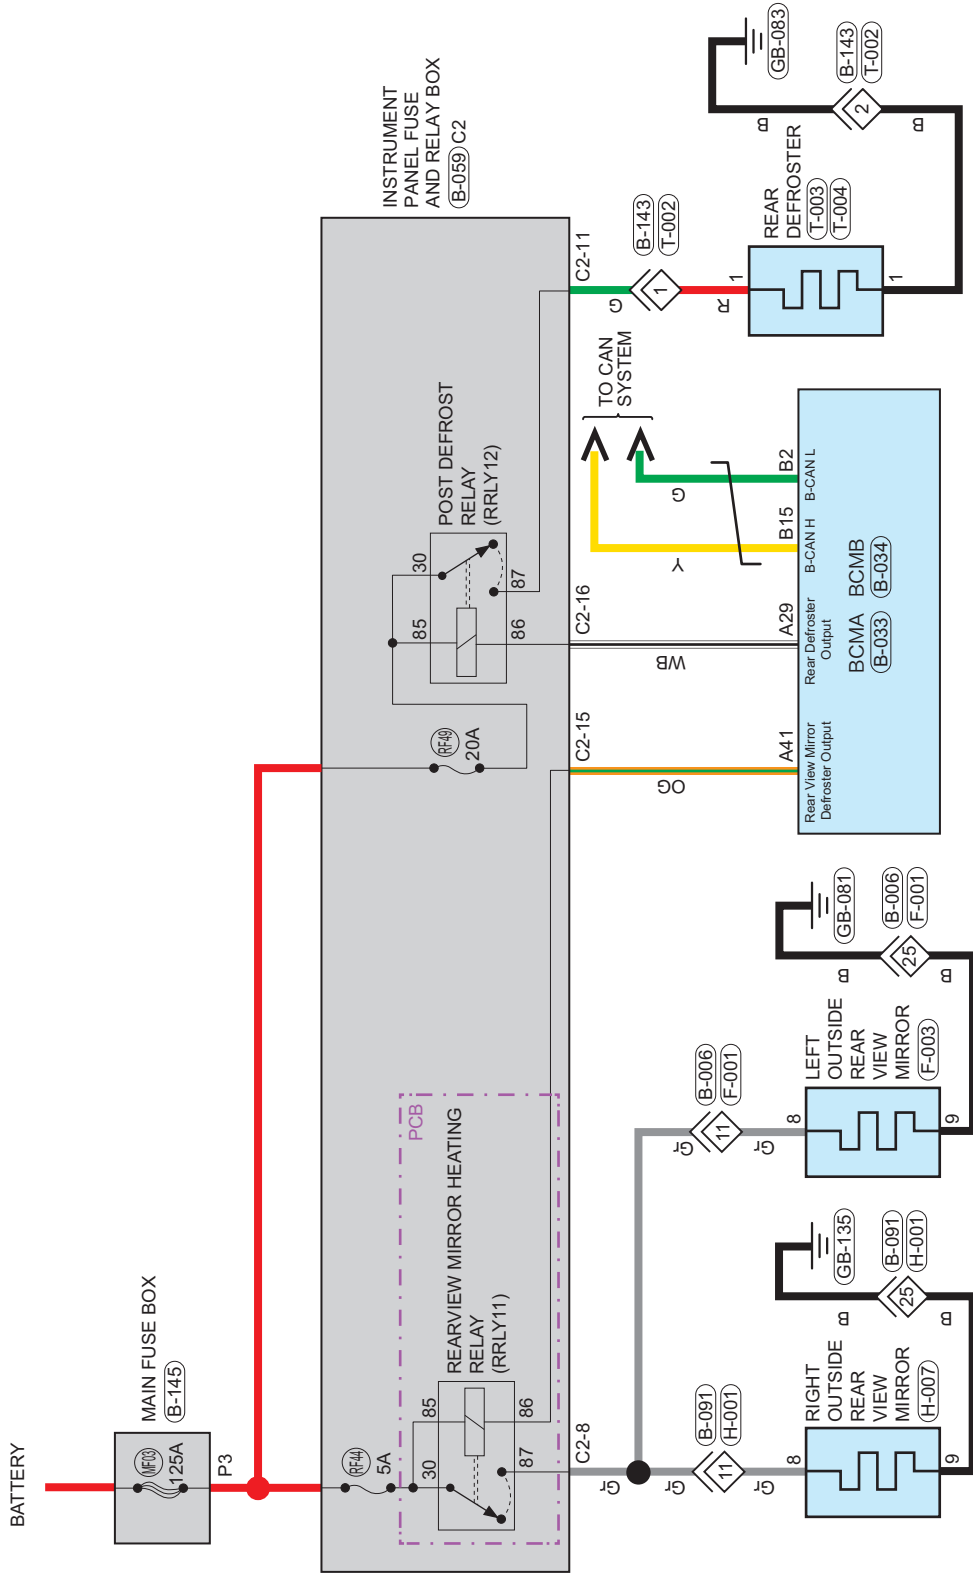 BATTERY
MAIN FUSE BOX
B-145
MF03
125A
P3
INSTRUMENT
PANEL FUSE
AND RELAY BOX
B-059 C2
RF44
5A
PCB
REARVIEW MIRROR HEATING
RELAY
(RRLY11)
30
85
86
87
RF49
20A
POST DEFROST
RELAY
(RRLY12)
85
30
86
87
C2-8
C2-15
C2-16
C2-11
Gr
Gr
Gr
B-091
H-001
11
Gr
Gr
B-006
F-001
11
OG
WB
Y
G
TO CAN
SYSTEM
G
B-143
T-002
1
R
RIGHT
OUTSIDE
REAR
VIEW
MIRROR
H-007
8
9
B
B
25
B-091
H-001
GB-135
LEFT
OUTSIDE
REAR
VIEW
MIRROR
F-003
8
9
B
B
25
B-006
F-001
GB-081
A41
A29
B15
B2
Rear View Mirror
Defroster Output
Rear Defroster
Output
B-CAN H
B-CAN L
BCMA
B-033
BCMB
B-034
REAR
DEFROSTER
T-003
T-004
1
1
B
B
2
B-143
T-002
GB-083